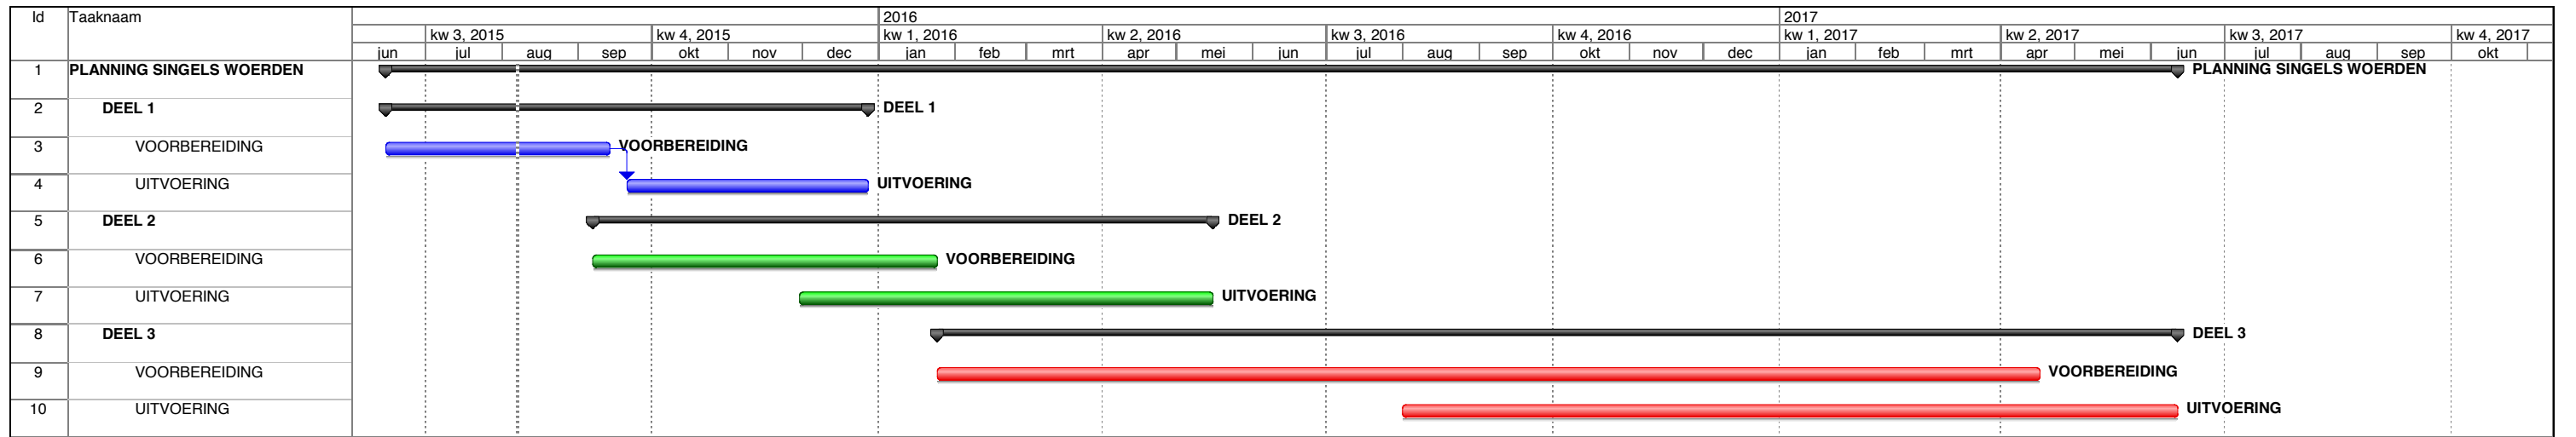 Id Taaknaam 2016 2017
kw 3, 2015 kw 4, 2015 kw 1, 2016 kw 2, 2016 kw 3, 2016 kw 4, 2016 kw 1, 2017 kw 2, 2017 kw 3, 2017 kw 4, 2017
jun jul aug sep okt nov dec jan feb mrt apr mei jun jul aug sep okt nov dec jan feb mrt apr mei jun jul aug sep okt
1 PLANNING SINGELS WOERDEN PLANNING SINGELS WOERDEN
2 DEEL 1 DEEL 1
3 VOORBEREIDING VOORBEREIDING
4 UITVOERING UITVOERING
5 DEEL 2 DEEL 2
6 VOORBEREIDING VOORBEREIDING
7 UITVOERING UITVOERING
8 DEEL 3 DEEL 3
9 VOORBEREIDING VOORBEREIDING
10 UITVOERING UITVOERING